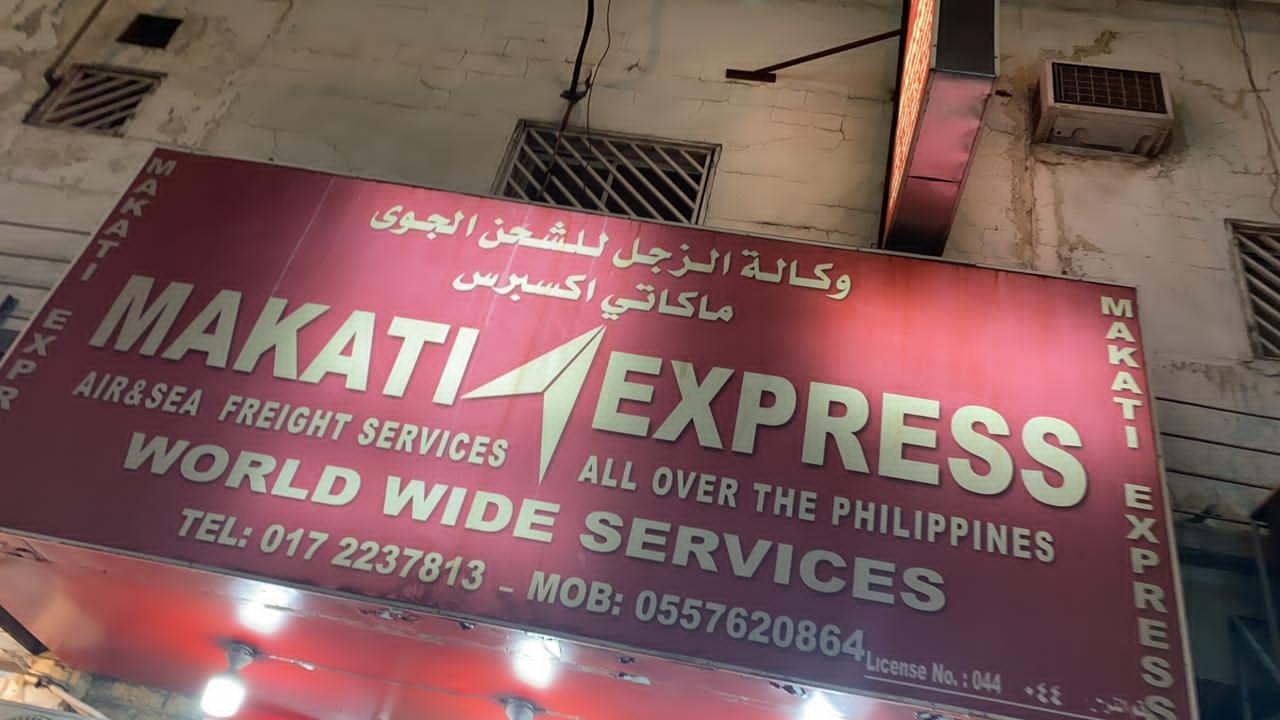 وكالة الزجل للشحن الجوى
ماكاتي اكسبرس
MAKATI EXPRESS
AIR&SEA FREIGHT SERVICES ALL OVER THE PHILIPPINES
WORLD WIDE SERVICES
TEL: 017 2237813 - MOB: 0557620864
License No. : 044 ٠٤٤
MAKATI EXPR
MAKATI EXPRESS